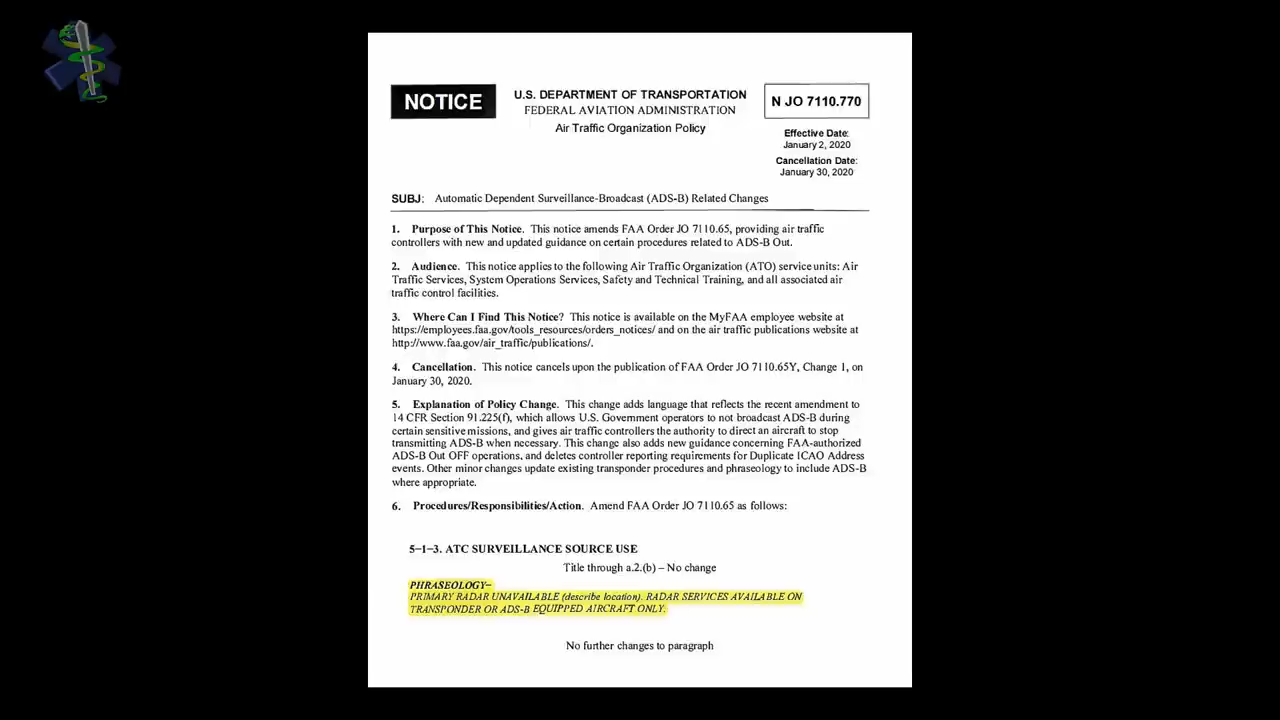 NOTICE
U.S. DEPARTMENT OF TRANSPORTATION
FEDERAL AVIATION ADMINISTRATION
Air Traffic Organization Policy
N JO 7110.770
Effective Date:
January 2, 2020
Cancellation Date:
January 30, 2020
SUBJ: Automatic Dependent Surveillance-Broadcast (ADS-B) Related Changes
1. Purpose of This Notice. This notice amends FAA Order JO 7110.65, providing air traffic
controllers with new and updated guidance on certain procedures related to ADS-B Out.
2. Audience. This notice applies to the following Air Traffic Organization (ATO) service units: Air
Traffic Services, System Operations Services, Safety and Technical Training, and all associated air
traffic control facilities.
3. Where Can I Find This Notice? This notice is available on the MyFAA employee website at
https://employees.faa.gov/tools_resources/orders_notices/ and on the air traffic publications website at
http://www.faa.gov/air_traffic/publications/.
4. Cancellation. This notice cancels upon the publication of FAA Order JO 7110.65Y, Change 1, on
January 30, 2020.
5. Explanation of Policy Change. This change adds language that reflects the recent amendment to
14 CFR Section 91.225(f), which allows U.S. Government operators to not broadcast ADS-B during
certain sensitive missions, and gives air traffic controllers the authority to direct an aircraft to stop
transmitting ADS-B when necessary. This change also adds new guidance concerning FAA-authorized
ADS-B Out OFF operations, and deletes controller reporting requirements for Duplicate ICAO Address
events. Other minor changes update existing transponder procedures and phraseology to include ADS-B
where appropriate.
6. Procedures/Responsibilities/Action. Amend FAA Order JO 7110.65 as follows:
5−1−3. ATC SURVEILLANCE SOURCE USE
Title through a.2.(b) – No change
PHRASEOLOGY−
PRIMARY RADAR UNAVAILABLE (describe location). RADAR SERVICES AVAILABLE ON
TRANSPONDER OR ADS-B EQUIPPED AIRCRAFT ONLY.
No further changes to paragraph